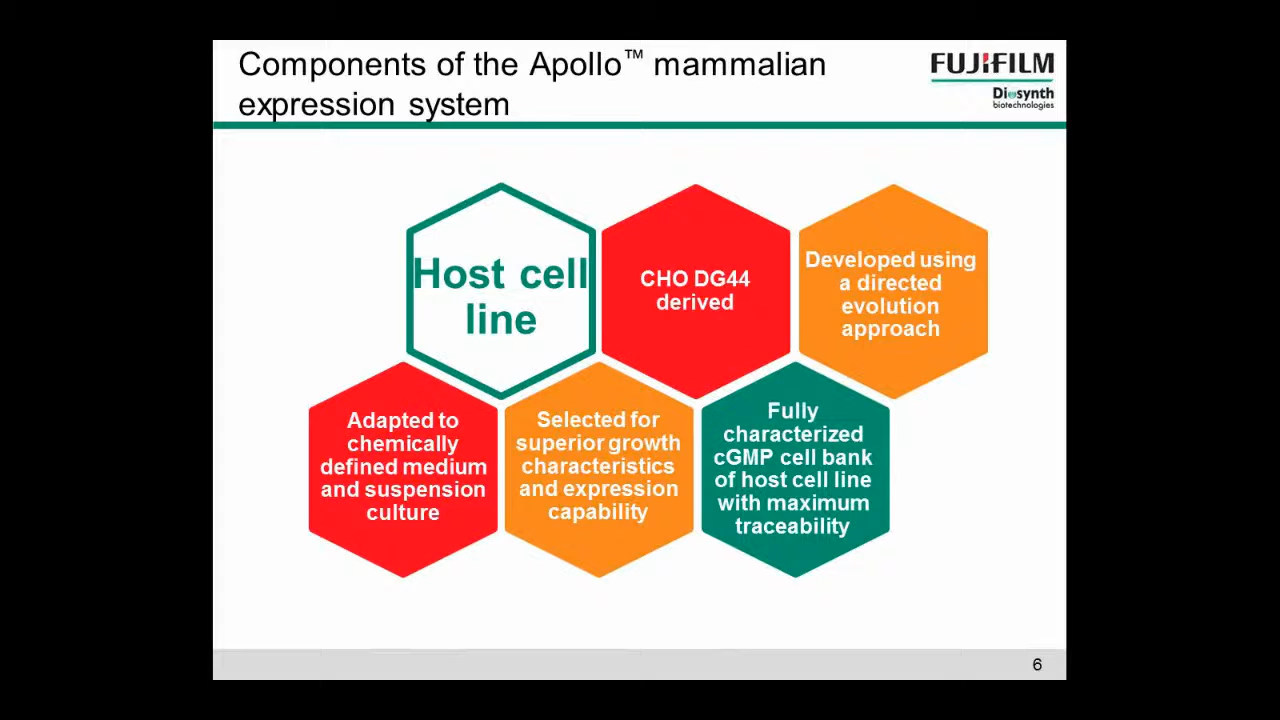 Components of the Apollo™ mammalian
expression system
FUJIFILM
Diosynth
biotechnologies
Host cell
line
CHO DG44
derived
Developed using
a directed
evolution
approach
Adapted to
chemically
defined medium
and suspension
culture
Selected for
superior growth
characteristics
and expression
capability
Fully
characterized
cGMP cell bank
of host cell line
with maximum
traceability
6